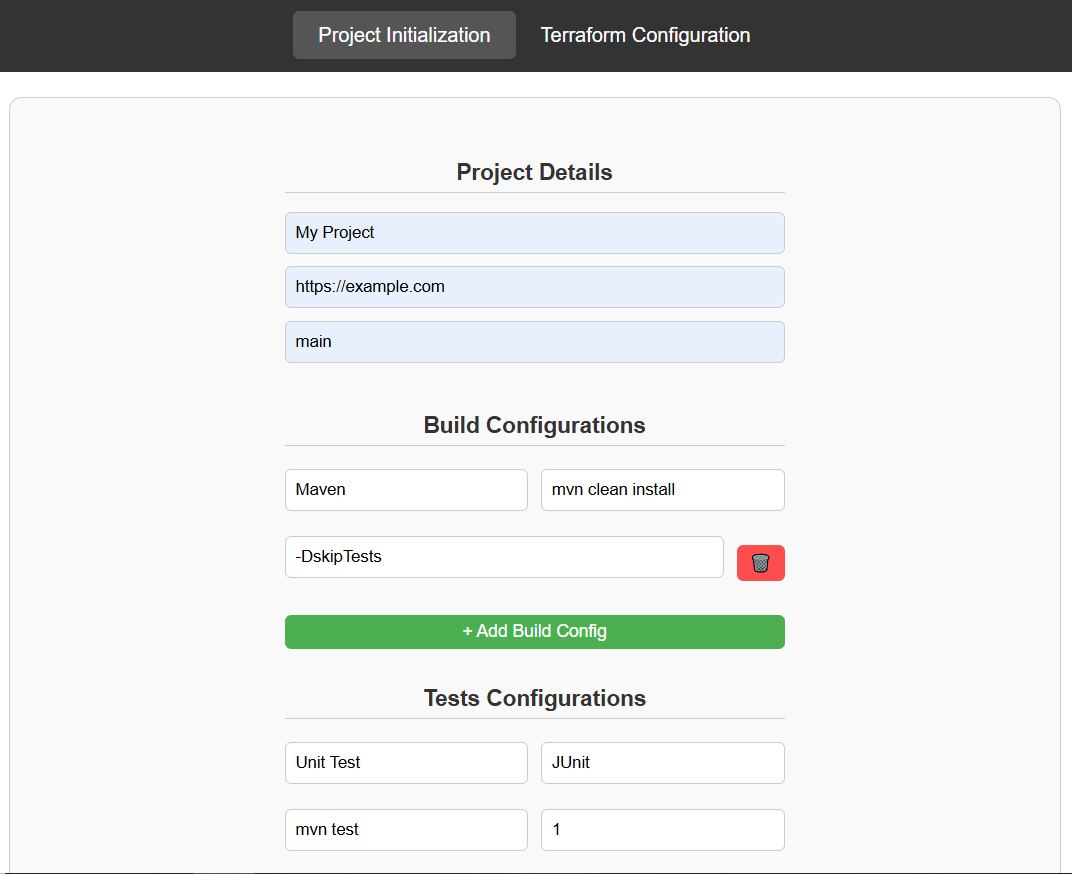 Project Initialization Terraform Configuration
Project Details
My Project
https://example.com
main
Build Configurations
Maven mvn clean install
-DskipTests
+ Add Build Config
Tests Configurations
Unit Test JUnit
mvn test 1